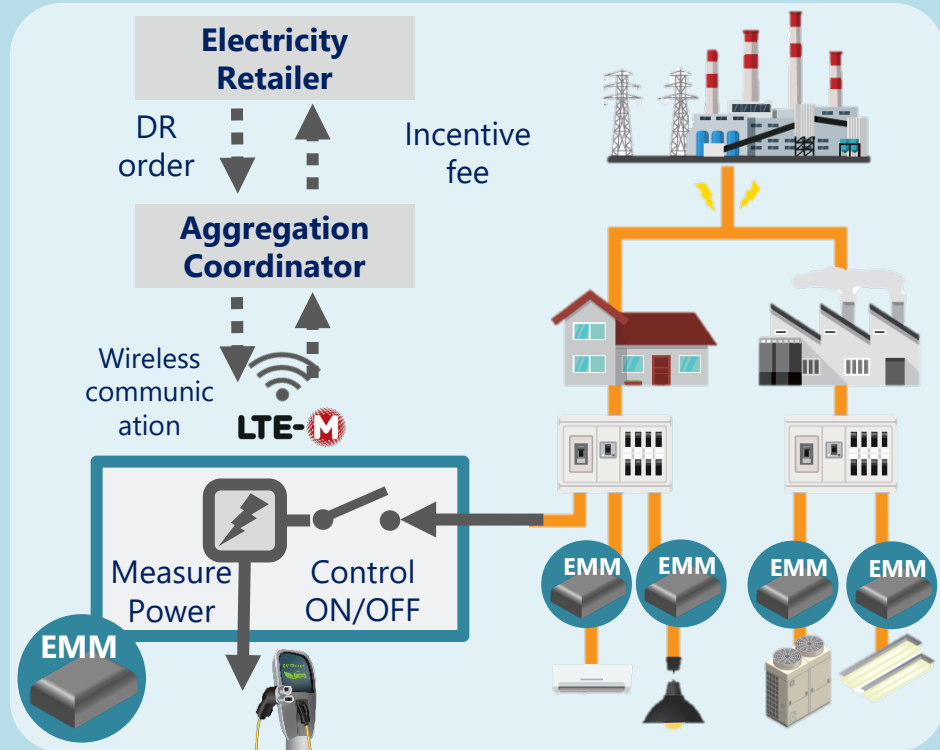 Electricity
Retailer
DR
order
Incentive
fee
Aggregation
Coordinator
Wireless
communic
ation
LTE-M
Measure
Power
Control
ON/OFF
EMM
EMM
EMM
EMM
EMM